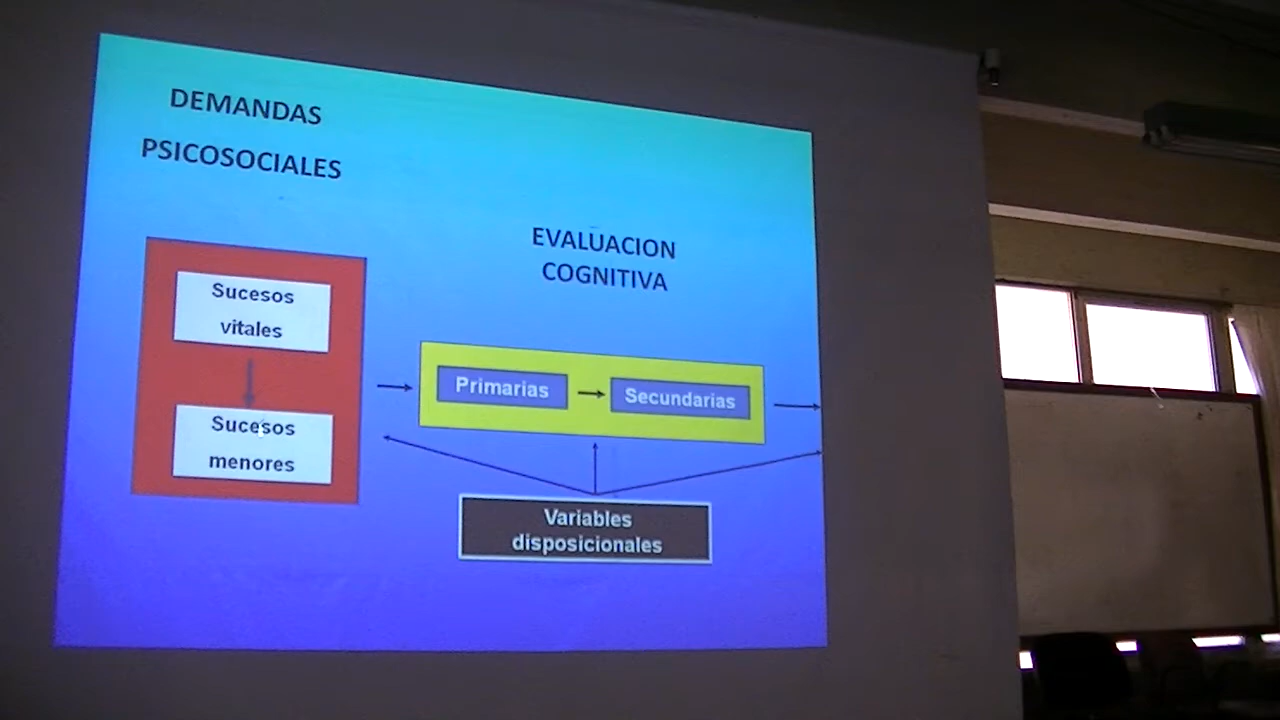 DEMANDAS
PSICOSOCIALES
EVALUACION
COGNITIVA
Sucesos
vitales
Sucesos
menores
Primarias
Secundarias
Variables
disposicionales